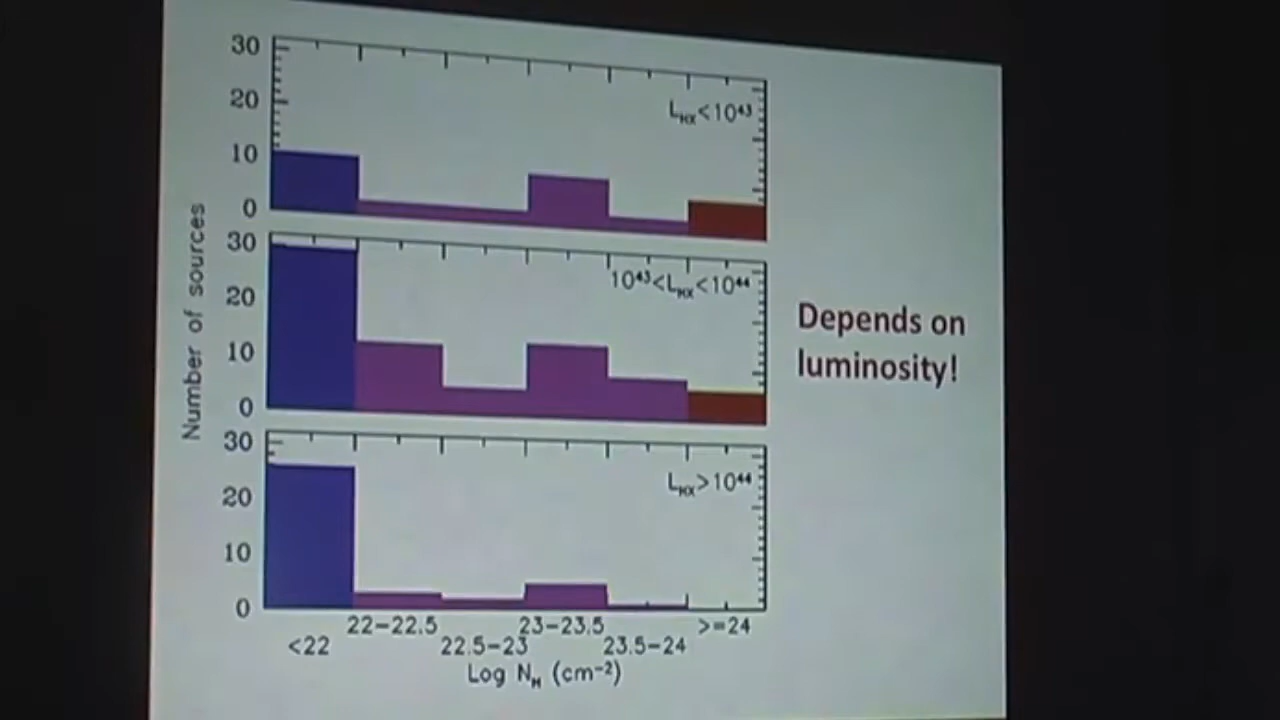 30
20
10
0
L_HX<10^43
30
20
10
0
10^43<L_HX<10^44
30
20
10
0
L_HX>10^44
Number of sources
<22
22−22.5
22.5−23
23−23.5
23.5−24
>=24
Log N_H (cm^−2)
Depends on
luminosity!